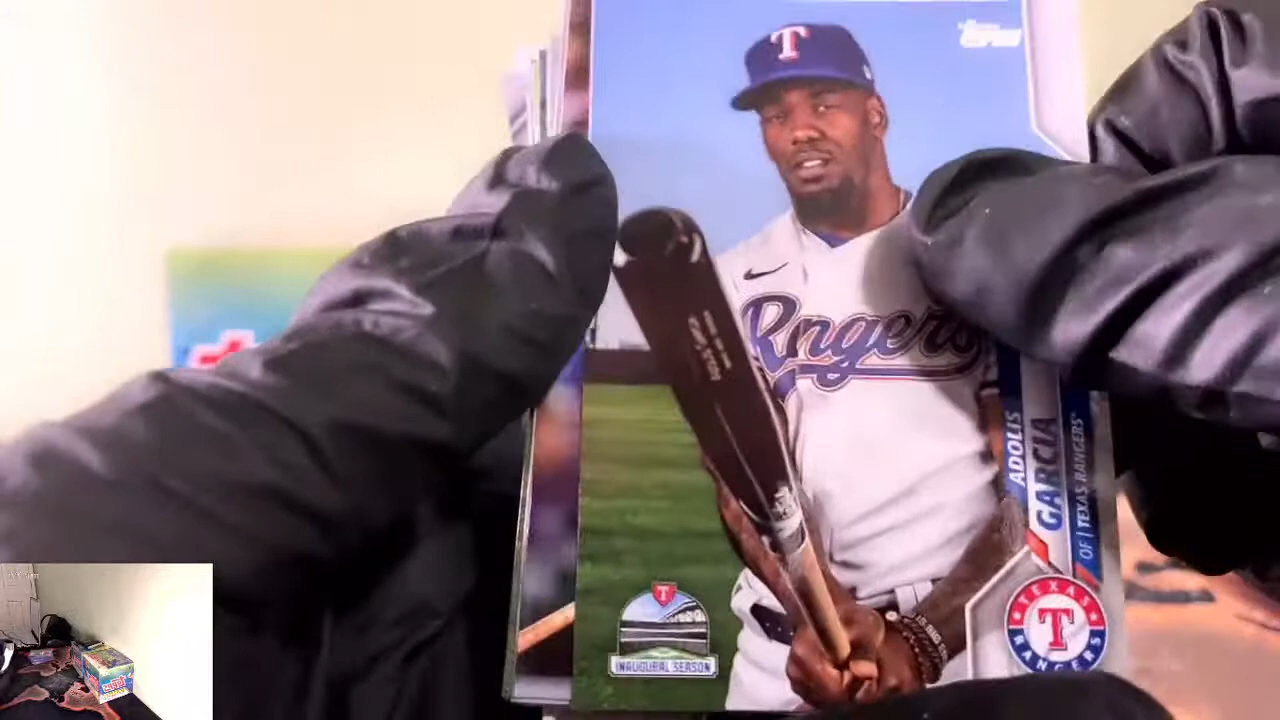 T
topps
Rangers
ADOLIS
GARCIA
OF | TEXAS RANGERS
T
INAUGURAL SEASON
TEXAS
T
RANGERS